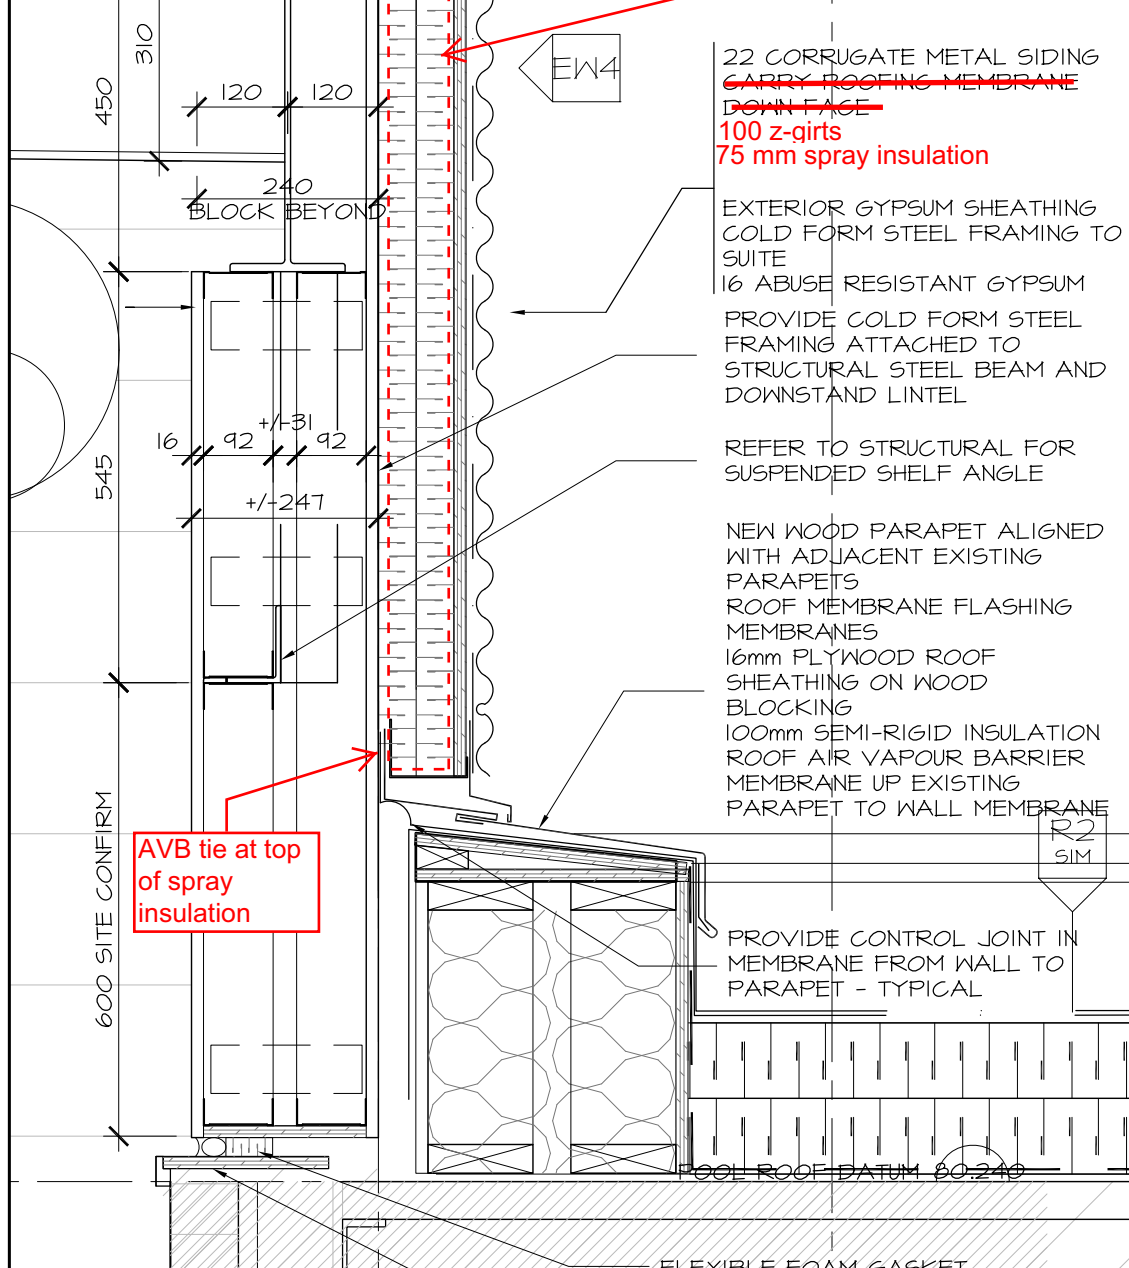 310
450
120
120
EW4
22 CORRUGATE METAL SIDING
CARRY ROOFING MEMBRANE
DOWN FACE
100 z-girts
75 mm spray insulation
240
BLOCK BEYOND
EXTERIOR GYPSUM SHEATHING
COLD FORM STEEL FRAMING TO
SUITE
16 ABUSE RESISTANT GYPSUM
PROVIDE COLD FORM STEEL
FRAMING ATTACHED TO
STRUCTURAL STEEL BEAM AND
DOWNSTAND LINTEL
+/-31
16
92
92
545
REFER TO STRUCTURAL FOR
SUSPENDED SHELF ANGLE
+/-247
NEW WOOD PARAPET ALIGNED
WITH ADJACENT EXISTING
PARAPETS
ROOF MEMBRANE FLASHING
MEMBRANES
16mm PLYWOOD ROOF
SHEATHING ON WOOD
BLOCKING
100mm SEMI-RIGID INSULATION
ROOF AIR VAPOUR BARRIER
MEMBRANE UP EXISTING
PARAPET TO WALL MEMBRANE
R2
SIM
AVB tie at top
of spray
insulation
600 SITE CONFIRM
PROVIDE CONTROL JOINT IN
MEMBRANE FROM WALL TO
PARAPET - TYPICAL
POOL ROOF DATUM 80.240
FLEXIBLE FOAM GASKET